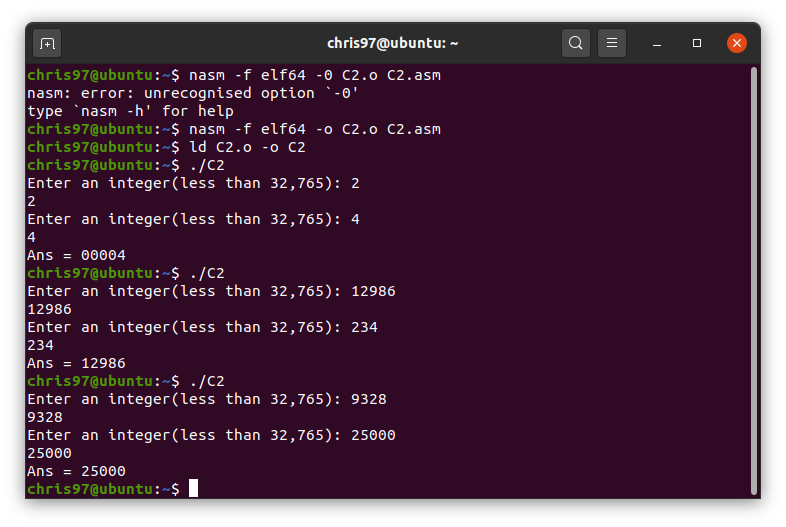 chris97@ubuntu: ~
chris97@ubuntu:~$ nasm -f elf64 -0 C2.o C2.asm
nasm: error: unrecognised option `-0'
type `nasm -h' for help
chris97@ubuntu:~$ nasm -f elf64 -o C2.o C2.asm
chris97@ubuntu:~$ ld C2.o -o C2
chris97@ubuntu:~$ ./C2
Enter an integer(less than 32,765): 2
2
Enter an integer(less than 32,765): 4
4
Ans = 00004
chris97@ubuntu:~$ ./C2
Enter an integer(less than 32,765): 12986
12986
Enter an integer(less than 32,765): 234
234
Ans = 12986
chris97@ubuntu:~$ ./C2
Enter an integer(less than 32,765): 9328
9328
Enter an integer(less than 32,765): 25000
25000
Ans = 25000
chris97@ubuntu:~$